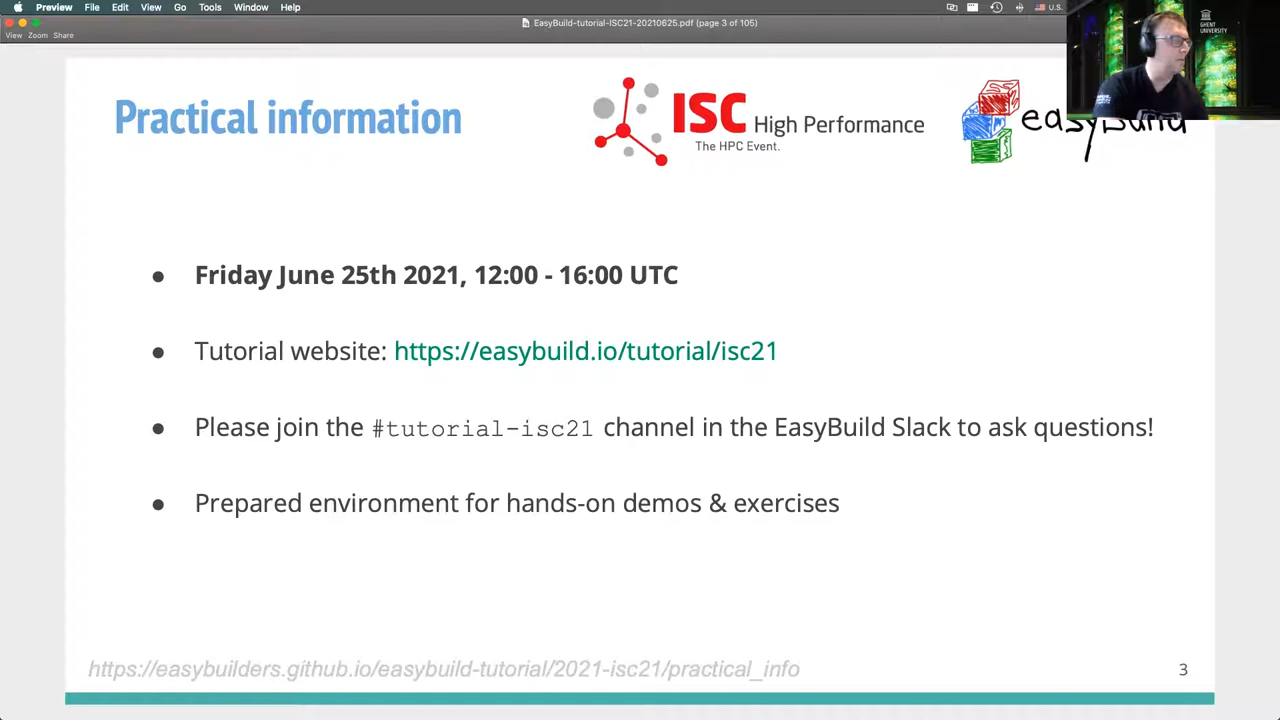 Preview File Edit View Go Tools Window Help
U.S.
EasyBuild-tutorial-ISC21-20210625.pdf (page 3 of 105)
View Zoom Share
GHENT
UNIVERSITY
Practical information
ISC High Performance
The HPC Event.
easybuild
● Friday June 25th 2021, 12:00 - 16:00 UTC
● Tutorial website: https://easybuild.io/tutorial/isc21
● Please join the #tutorial-isc21 channel in the EasyBuild Slack to ask questions!
● Prepared environment for hands-on demos & exercises
https://easybuilders.github.io/easybuild-tutorial/2021-isc21/practical_info
3